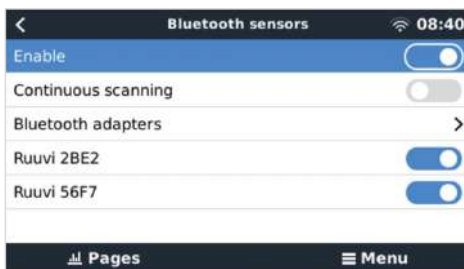 Bluetooth sensors 08:40
Enable
Continuous scanning
Bluetooth adapters
Ruuvi 2BE2
Ruuvi 56F7
Pages Menu